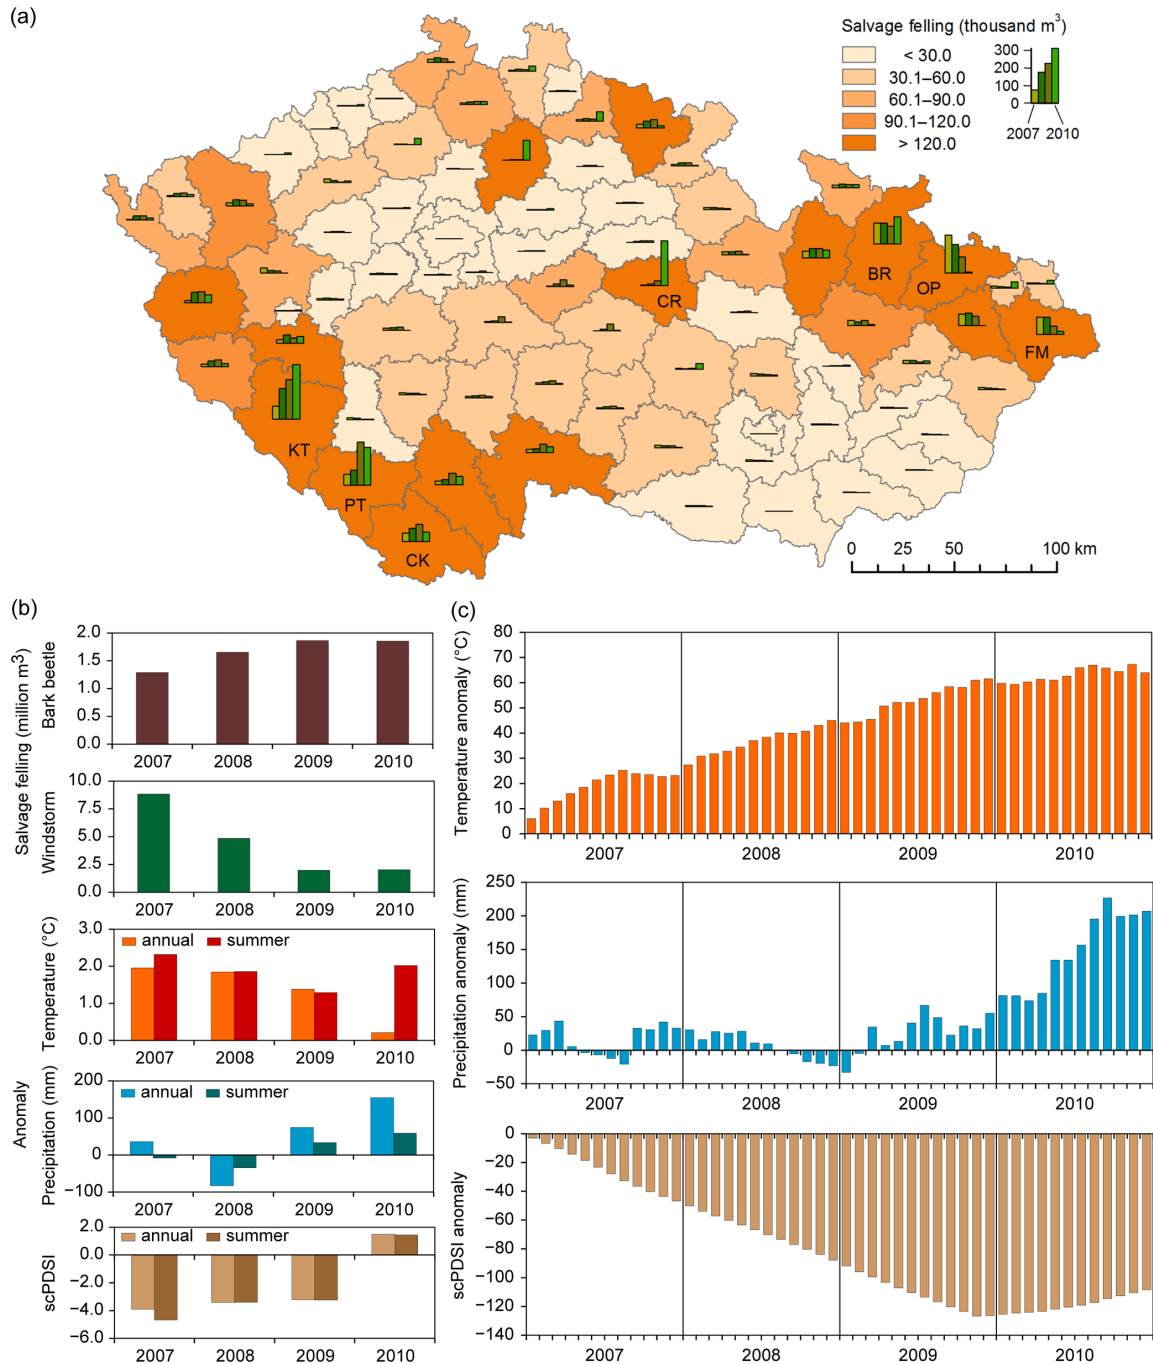 (a)
Salvage felling (thousand m³)
< 30.0
30.1–60.0
60.1–90.0
90.1–120.0
> 120.0
300
200
100
0
2007 2010
BR
OP
CR
FM
KT
PT
CK
0 25 50 100 km
(b)
Salvage felling (million m³)
Bark beetle
2.0
1.5
1.0
0.5
0.0
2007 2008 2009 2010
Windstorm
10.0
7.5
5.0
2.5
0.0
2007 2008 2009 2010
Anomaly
Temperature (°C)
3.0
2.0
1.0
0.0
annual summer
2007 2008 2009 2010
Precipitation (mm)
200
100
0
−100
annual summer
2007 2008 2009 2010
scPDSI
2.0
0.0
−2.0
−4.0
−6.0
annual summer
2007 2008 2009 2010
(c)
Temperature anomaly (°C)
80
70
60
50
40
30
20
10
0
2007 2008 2009 2010
Precipitation anomaly (mm)
250
200
150
100
50
0
−50
2007 2008 2009 2010
scPDSI anomaly
0
−20
−40
−60
−80
−100
−120
−140
2007 2008 2009 2010